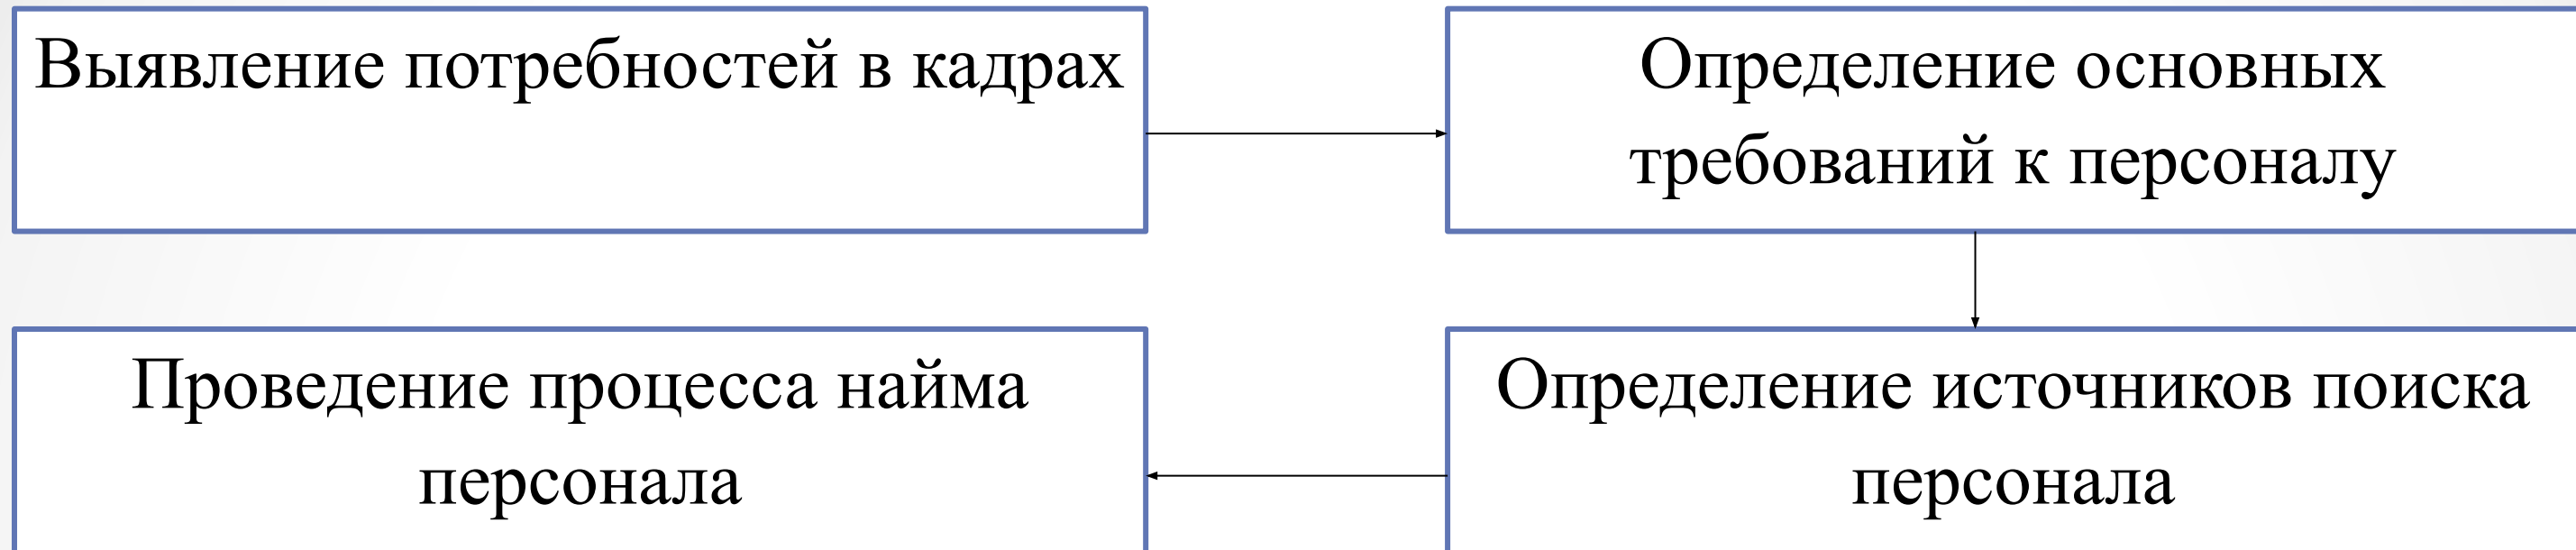 Выявление потребностей в кадрах
Определение основных
требований к персоналу
Проведение процесса найма
персонала
Определение источников поиска
персонала